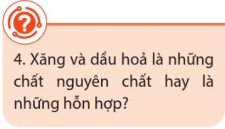 4. Xăng và dầu hoả là những
chất nguyên chất hay là
những hỗn hợp?